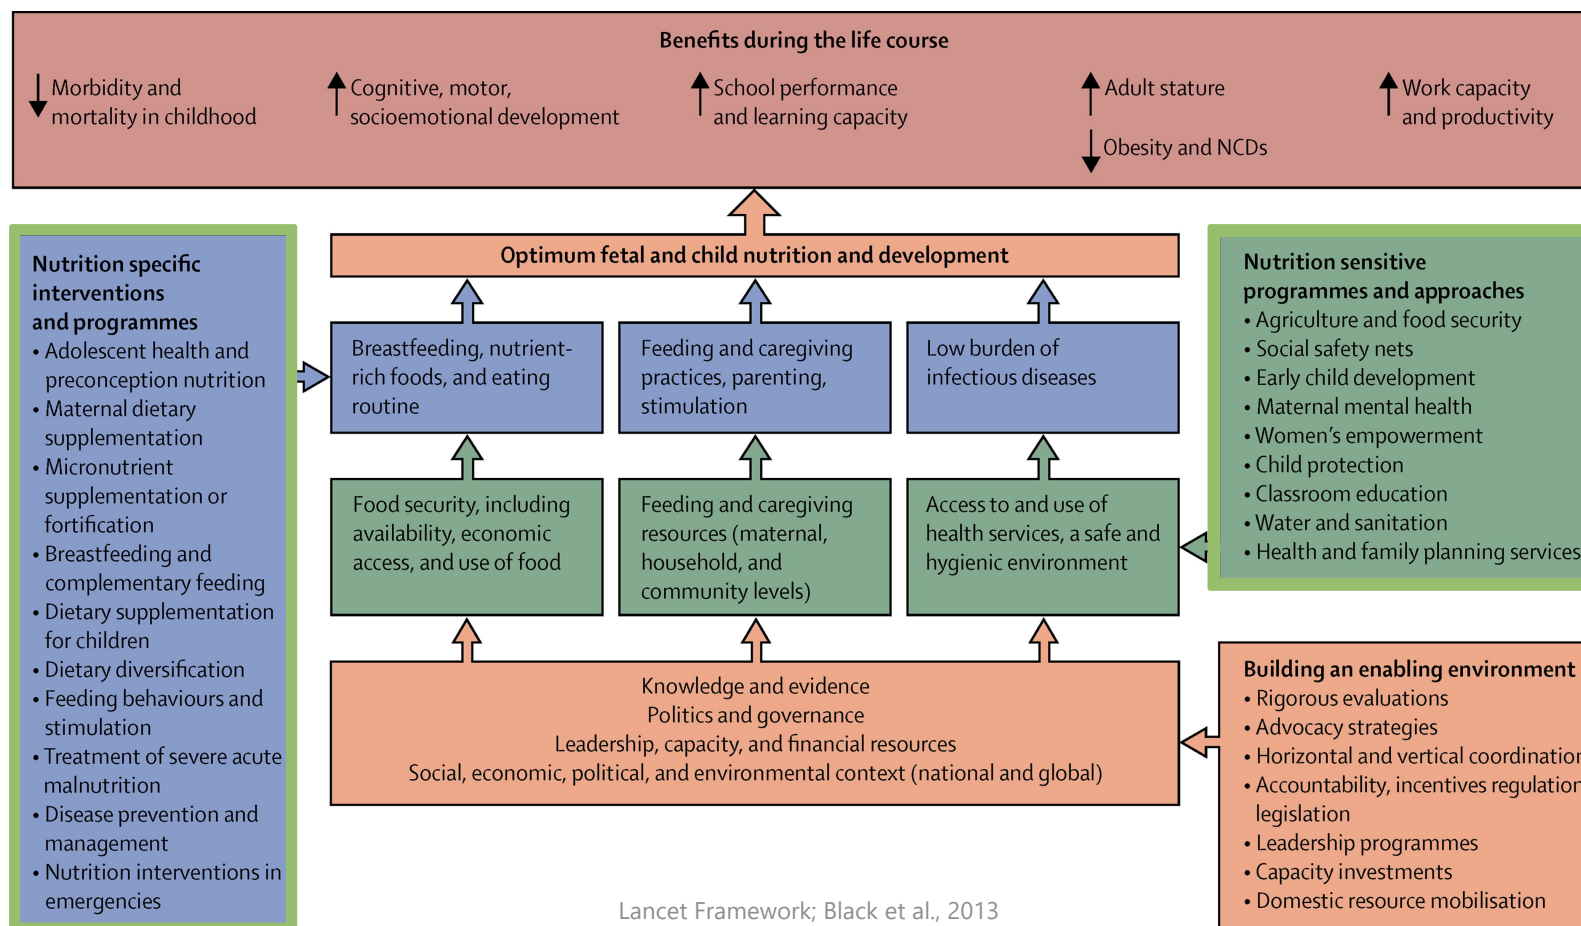 Benefits during the life course
Morbidity and
mortality in childhood
Cognitive, motor,
socioemotional development
School performance
and learning capacity
Adult stature
Obesity and NCDs
Work capacity
and productivity
Nutrition specific
interventions
and programmes
• Adolescent health and
preconception nutrition
• Maternal dietary
supplementation
• Micronutrient
supplementation or
fortification
• Breastfeeding and
complementary feeding
• Dietary supplementation
for children
• Dietary diversification
• Feeding behaviours and
stimulation
• Treatment of severe acute
malnutrition
• Disease prevention and
management
• Nutrition interventions in
emergencies
Optimum fetal and child nutrition and development
Breastfeeding, nutrient-
rich foods, and eating
routine
Feeding and caregiving
practices, parenting,
stimulation
Low burden of
infectious diseases
Food security, including
availability, economic
access, and use of food
Feeding and caregiving
resources (maternal,
household, and
community levels)
Access to and use of
health services, a safe and
hygienic environment
Knowledge and evidence
Politics and governance
Leadership, capacity, and financial resources
Social, economic, political, and environmental context (national and global)
Nutrition sensitive
programmes and approaches
• Agriculture and food security
• Social safety nets
• Early child development
• Maternal mental health
• Women's empowerment
• Child protection
• Classroom education
• Water and sanitation
• Health and family planning services
Building an enabling environment
• Rigorous evaluations
• Advocacy strategies
• Horizontal and vertical coordination
• Accountability, incentives regulation
legislation
• Leadership programmes
• Capacity investments
• Domestic resource mobilisation
Lancet Framework; Black et al., 2013